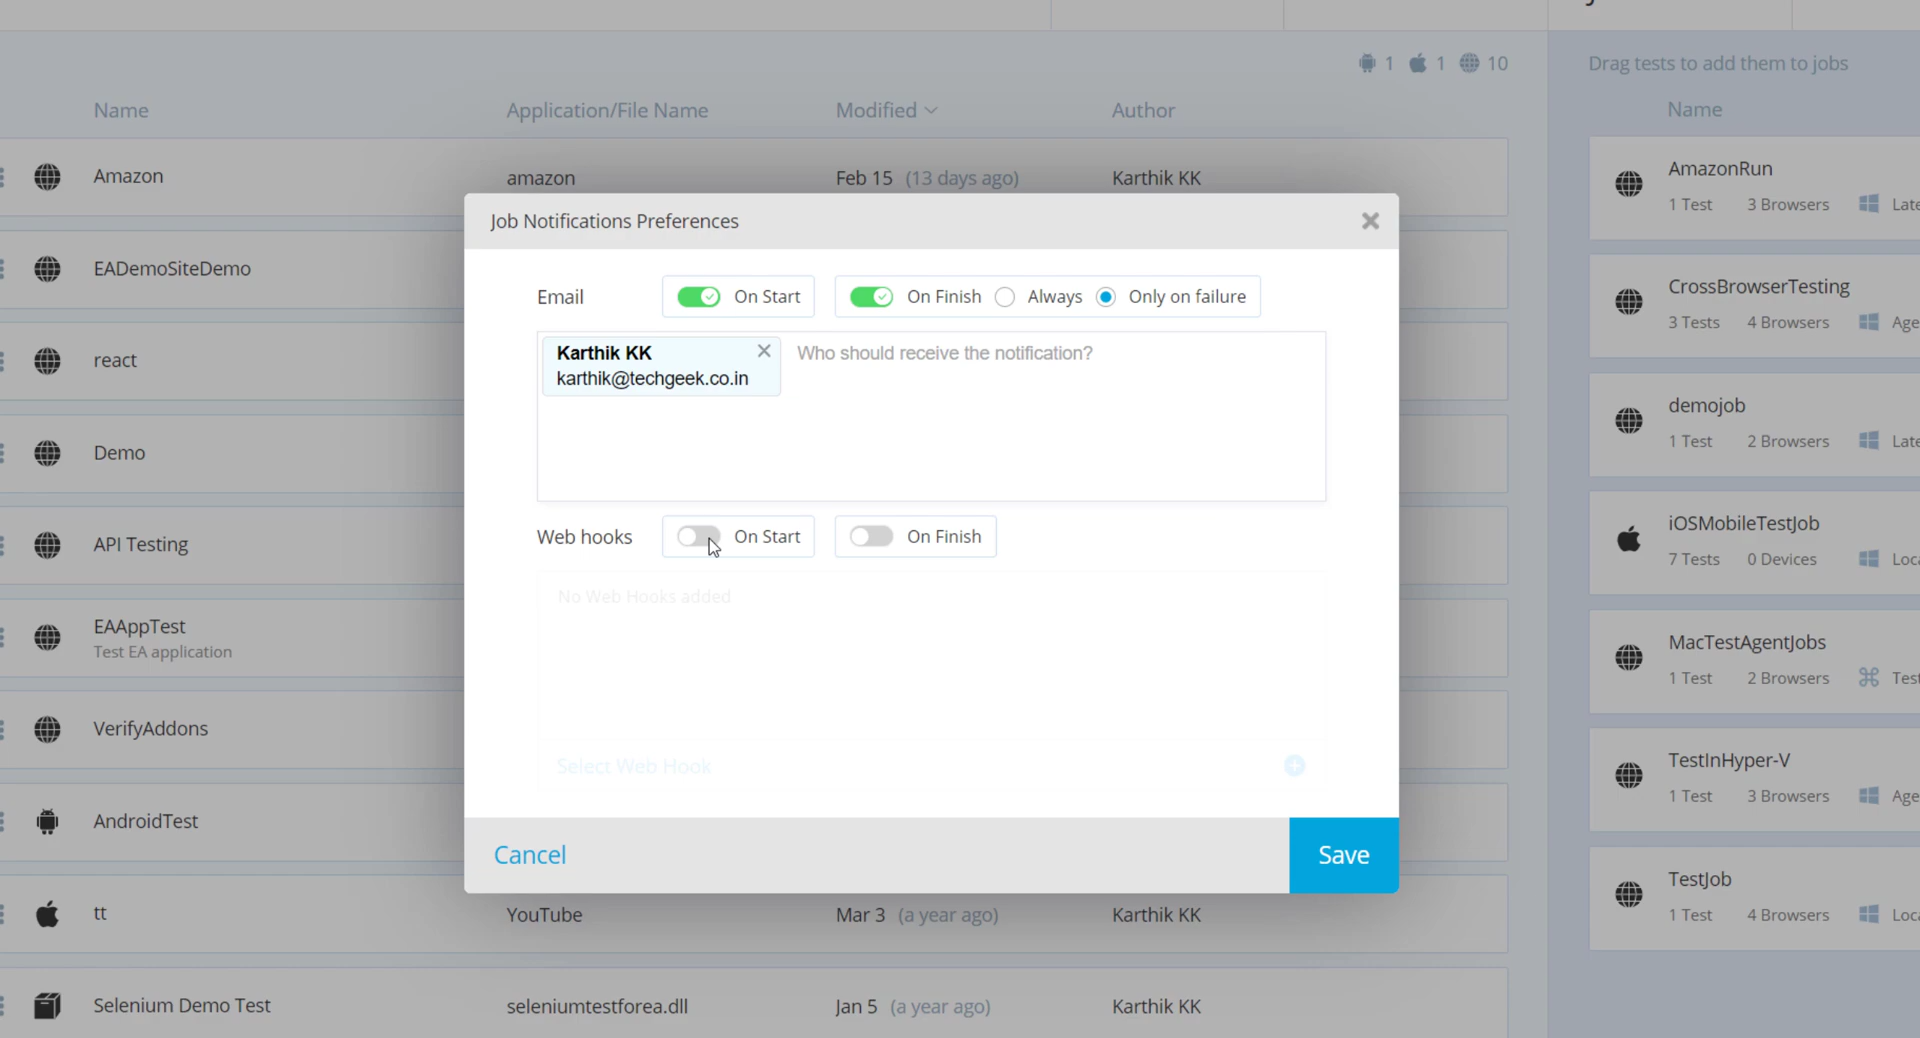 1 1 10
Drag tests to add them to jobs
Name Application/File Name Modified Author
Name
Amazon amazon Feb 15 (13 days ago) Karthik KK
EADemoSiteDemo
react
Demo
API Testing
EAAppTest
Test EA application
VerifyAddons
AndroidTest
tt YouTube Mar 3 (a year ago) Karthik KK
Selenium Demo Test seleniumtestforea.dll Jan 5 (a year ago) Karthik KK
Job Notifications Preferences
Email On Start On Finish Always Only on failure
Karthik KK Who should receive the notification?
karthik@techgeek.co.in
Web hooks On Start On Finish
No Web Hooks added
Select Web Hook
Cancel Save
AmazonRun
1 Test 3 Browsers
CrossBrowserTesting
3 Tests 4 Browsers
demojob
1 Test 2 Browsers
iOSMobileTestJob
7 Tests 0 Devices
MacTestAgentJobs
1 Test 2 Browsers
TestInHyper-V
1 Test 3 Browsers
TestJob
1 Test 4 Browsers